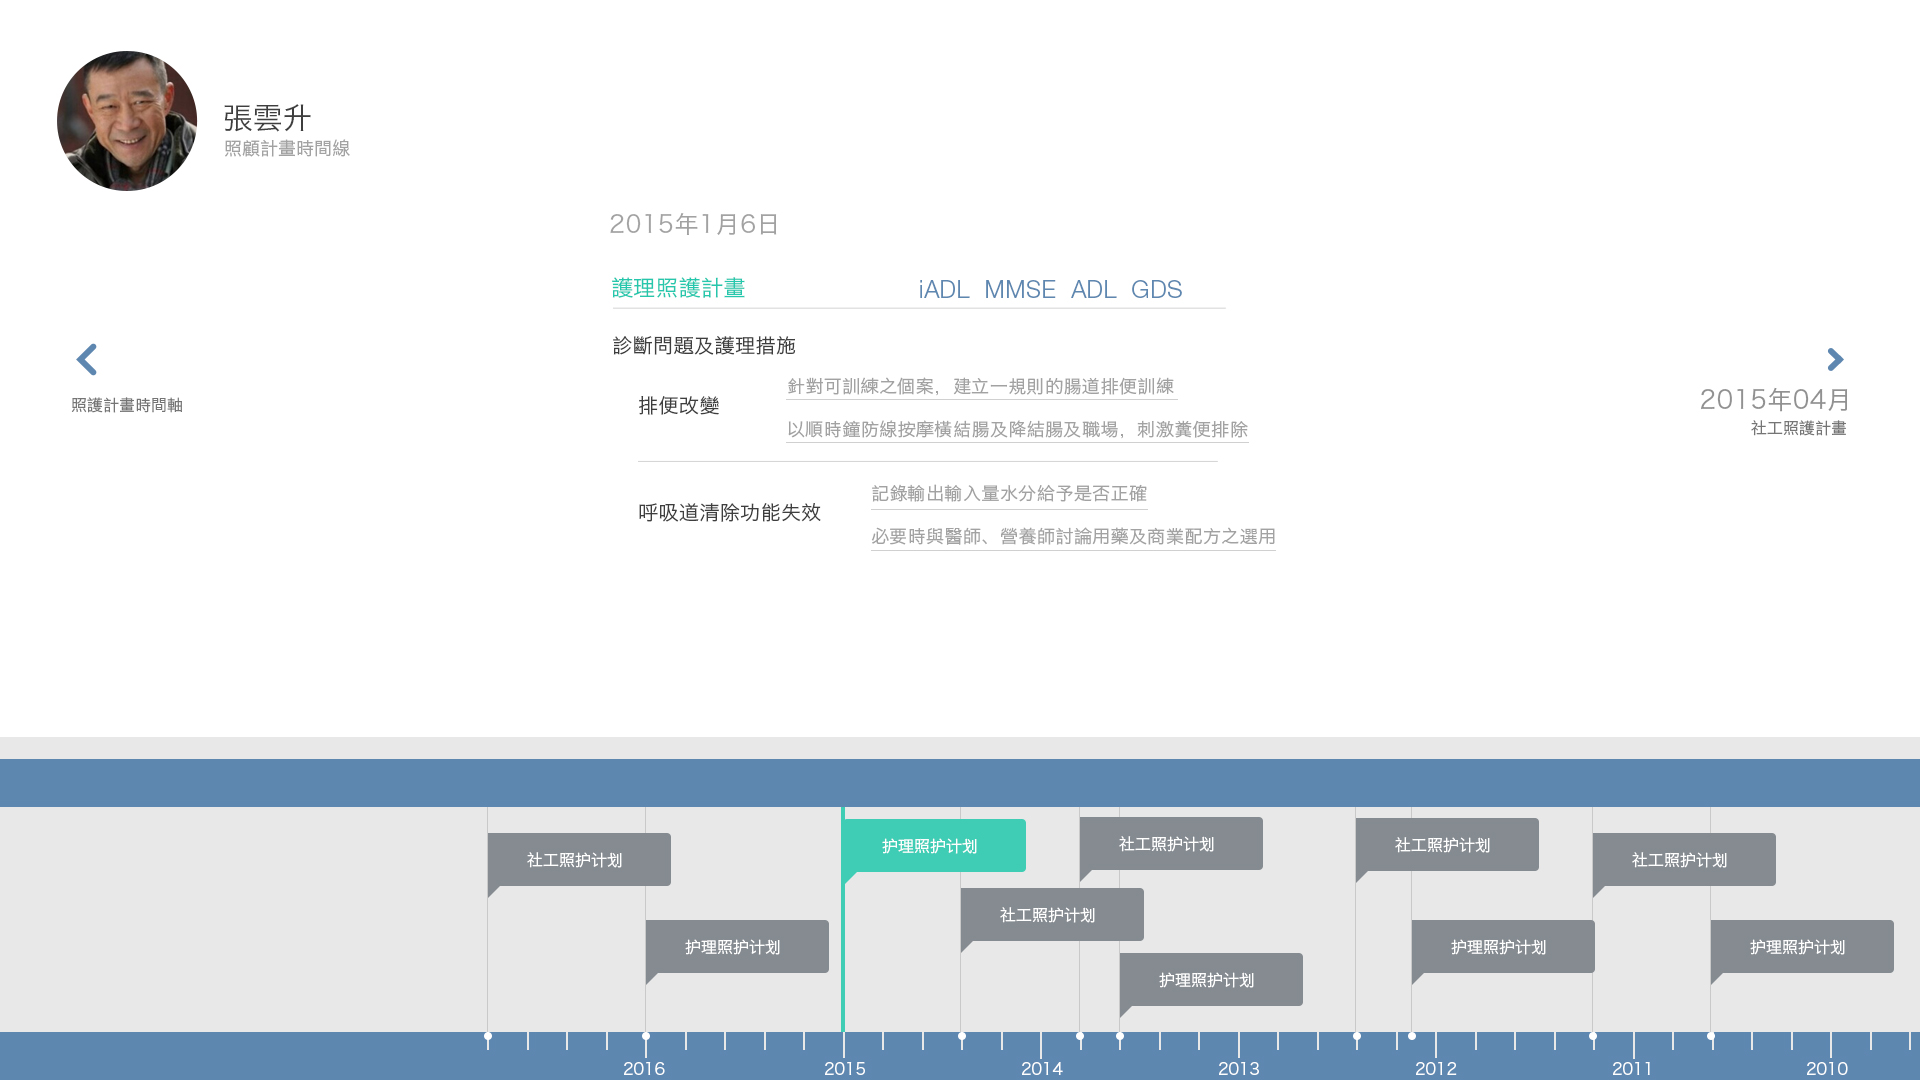 張雲升
照顧計畫時間線
2015年1月6日
護理照護計畫 iADL MMSE ADL GDS
診斷問題及護理措施
排便改變
針對可訓練之個案，建立一規則的腸道排便訓練
以順時鐘防線按摩橫結腸及降結腸及職場，刺激糞便排除
呼吸道清除功能失效
記錄輸出輸入量水分給予是否正確
必要時與醫師、營養師討論用藥及商業配方之選用
照護計畫時間軸
2015年04月
社工照護計畫
社工照护计划
护理照护计划
护理照护计划
社工照护计划
社工照护计划
护理照护计划
社工照护计划
护理照护计划
社工照护计划
护理照护计划
2016 2015 2014 2013 2012 2011 2010